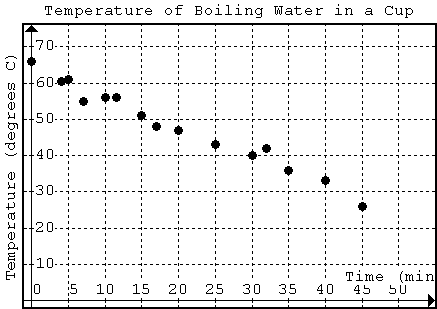 Temperature of Boiling Water in a Cup
Temperature (degrees C)
70
60
50
40
30
20
10
Time (min
0 5 10 15 20 25 30 35 40 45 50